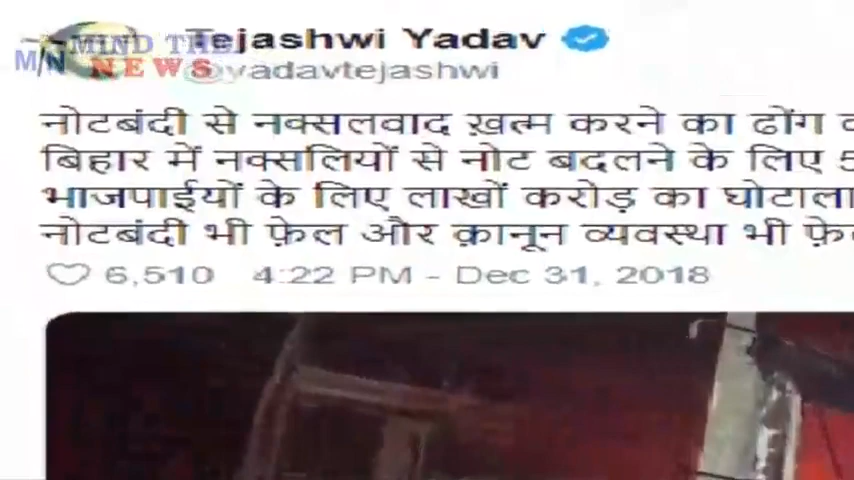 MIND THE
M/N NEWS
Tejashwi Yadav
@yadavtejashwi
नोटबंदी से नक्सलवाद ख़त्म करने का ढोंग
बिहार में नक्सलियों से नोट बदलने के लिए 5
भाजपाईयों के लिए लाखों करोड़ का घोटाला
नोटबंदी भी फ़ेल और क़ानून व्यवस्था भी
6,510 4:22 PM - Dec 31, 2018